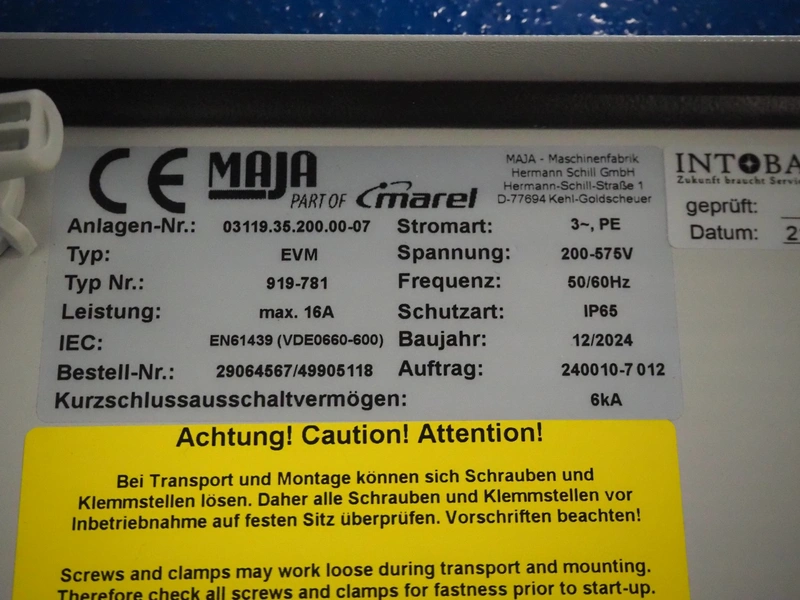 CE MAJA PART OF marel
MAJA - Maschinenfabrik
Hermann Schill GmbH
Hermann-Schill-Straße 1
D-77694 Kehl-Goldscheuer
Anlagen-Nr.: 03119.35.200.00-07 Stromart: 3~, PE
Typ: EVM Spannung: 200-575V
Typ Nr.: 919-781 Frequenz: 50/60Hz
Leistung: max. 16A Schutzart: IP65
IEC: EN61439 (VDE0660-600) Baujahr: 12/2024
Bestell-Nr.: 29064567/49905118 Auftrag: 240010-7 012
Kurzschlussausschaltvermögen: 6kA
INTOBA
Zukunft braucht Servi
geprüft:
Datum: 2
Achtung! Caution! Attention!
Bei Transport und Montage können sich Schrauben und
Klemmstellen lösen. Daher alle Schrauben und Klemmstellen vor
Inbetriebnahme auf festen Sitz überprüfen. Vorschriften beachten!
Screws and clamps may work loose during transport and mounting.
Therefore check all screws and clamps for fastness prior to start-up.